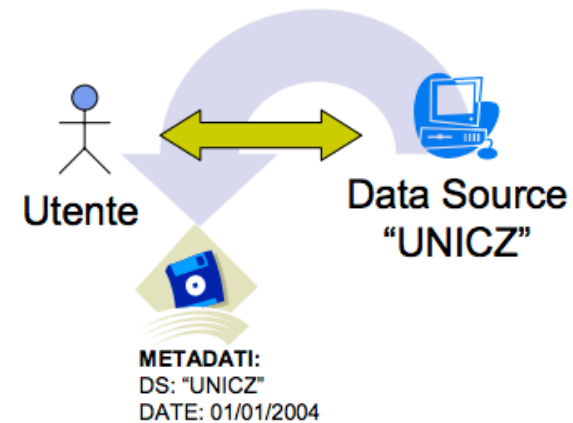 Utente
Data Source
“UNICZ”
METADATI:
DS: “UNICZ”
DATE: 01/01/2004